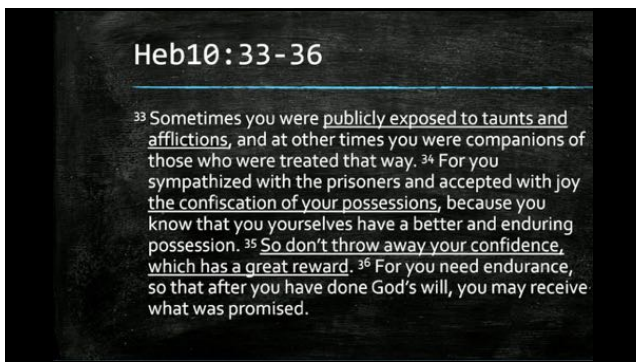 Heb10:33-36
33 Sometimes you were publicly exposed to taunts and
afflictions, and at other times you were companions of
those who were treated that way. 34 For you
sympathized with the prisoners and accepted with joy
the confiscation of your possessions, because you
know that you yourselves have a better and enduring
possession. 35 So don't throw away your confidence,
which has a great reward. 36 For you need endurance,
so that after you have done God's will, you may receive
what was promised.